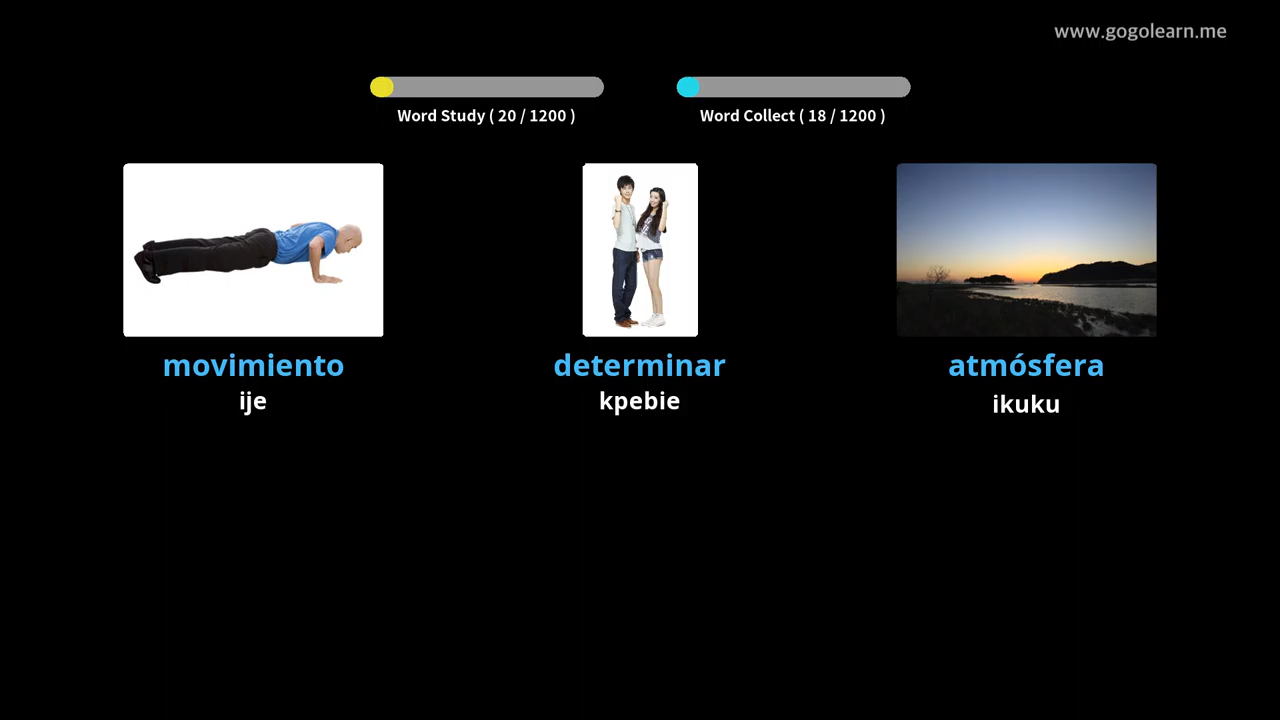 www.gogolearn.me
Word Study ( 20 / 1200 )
Word Collect ( 18 / 1200 )
movimiento
ije
determinar
kpebie
atmósfera
ikuku